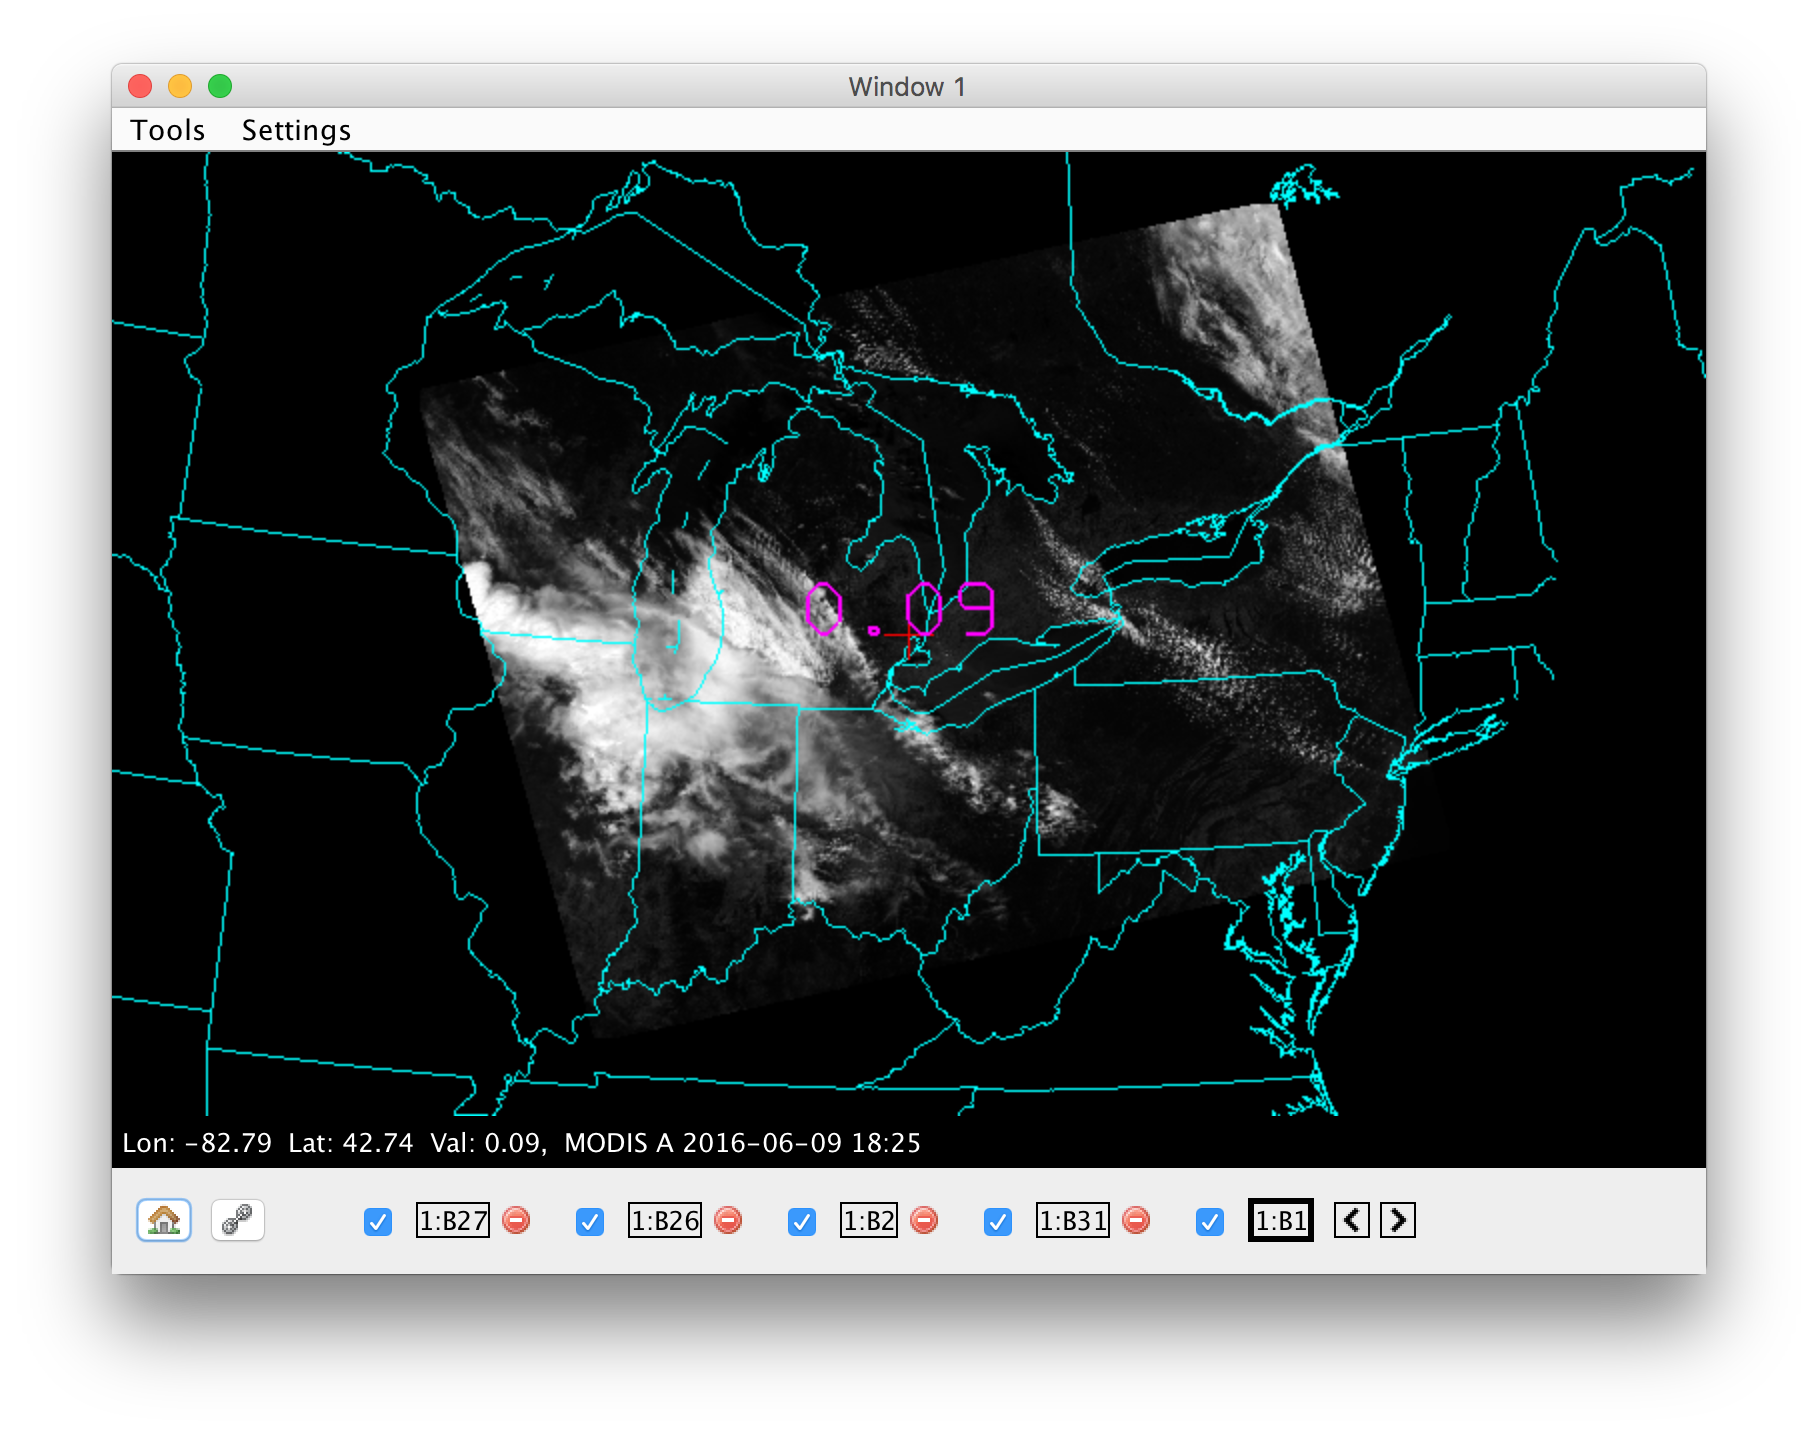 Window 1
Tools Settings
0.09
Lon: -82.79 Lat: 42.74 Val: 0.09, MODIS A 2016-06-09 18:25
1:B27 1:B26 1:B2 1:B31 1:B1 < >